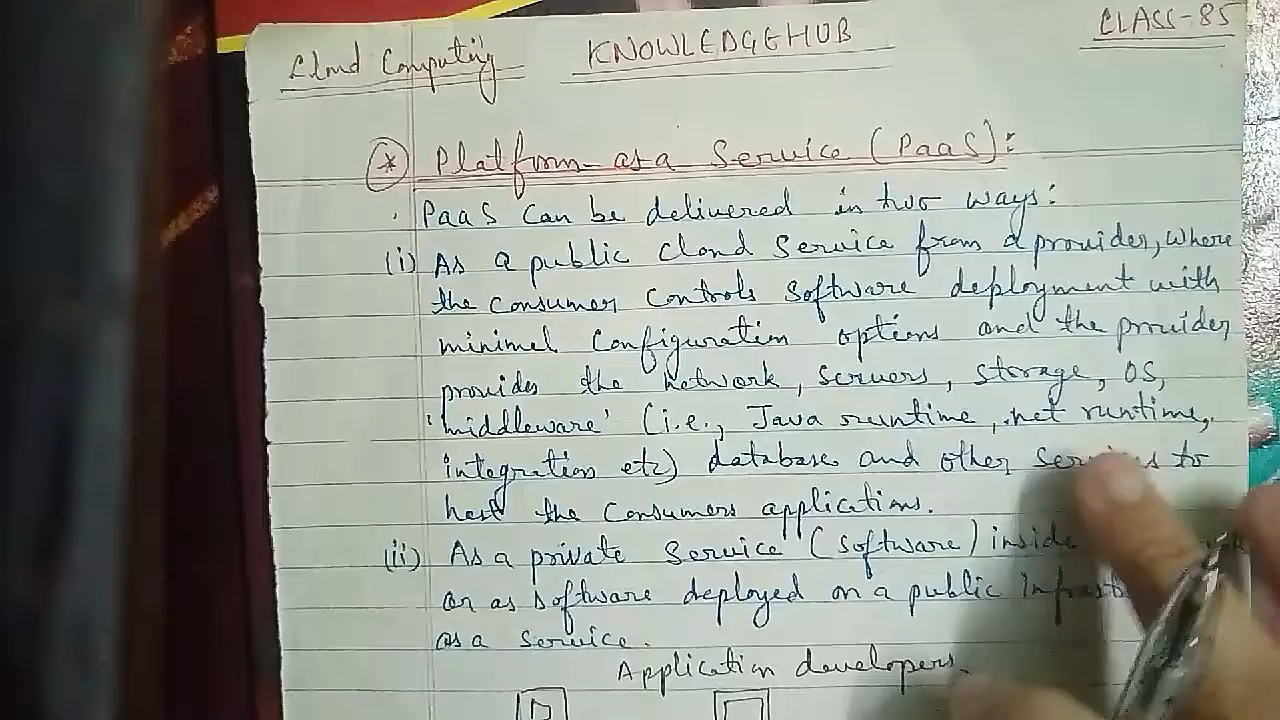 Cloud Computing KNOWLEDGEHUB CLASS-85
* Platform as a Service (PaaS):
. PaaS can be delivered in two ways:
(i) As a public cloud service from a provider, where
the consumer controls software deployment with
minimel configuration options and the provider
provides the network, servers, storage, OS,
'middleware' (i.e., Java runtime, .net runtime,
integration etc) database and other services to
host the consumers applications.
(ii) As a private service (software) inside
or as software deployed on a public
as a service.
Application developers.